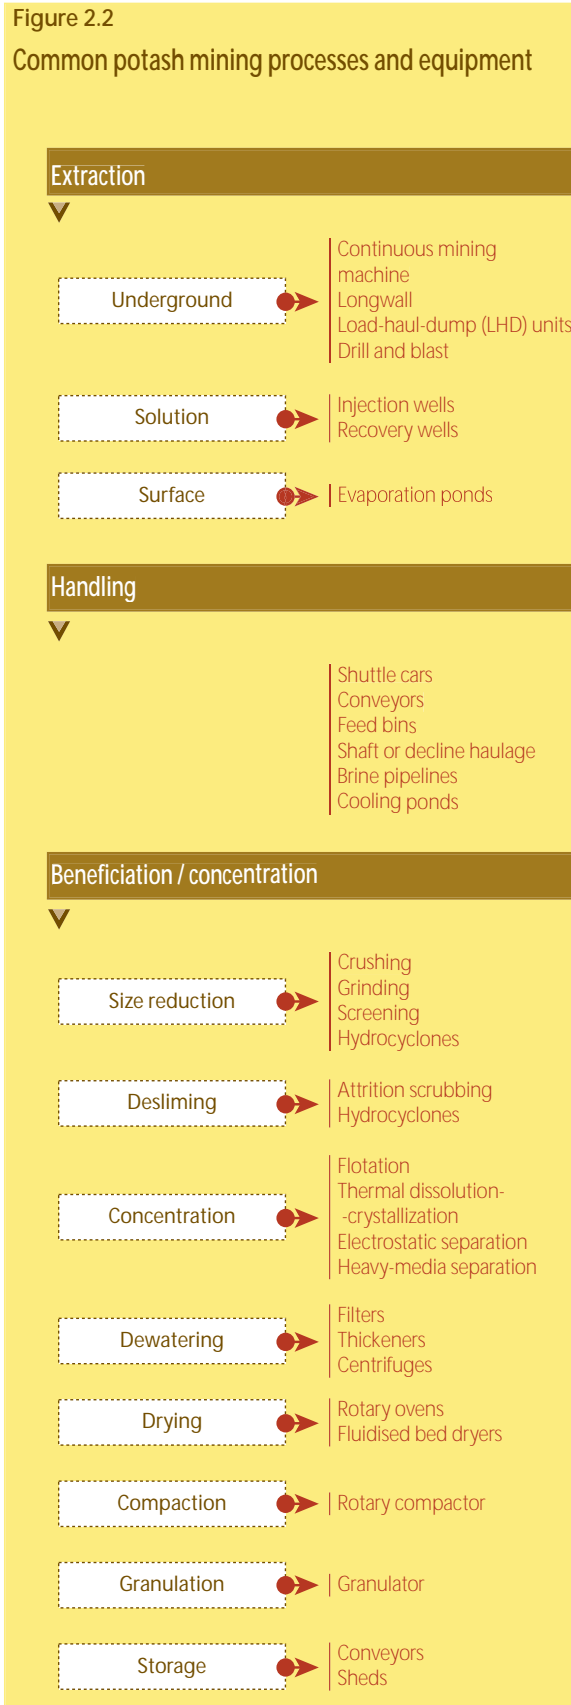 Figure 2.2
Common potash mining processes and equipment
Extraction
Underground
Continuous mining
machine
Longwall
Load-haul-dump (LHD) units
Drill and blast
Solution
Injection wells
Recovery wells
Surface
Evaporation ponds
Handling
Shuttle cars
Conveyors
Feed bins
Shaft or decline haulage
Brine pipelines
Cooling ponds
Beneficiation / concentration
Size reduction
Crushing
Grinding
Screening
Hydrocyclones
Desliming
Attrition scrubbing
Hydrocyclones
Concentration
Flotation
Thermal dissolution-
-crystallization
Electrostatic separation
Heavy-media separation
Dewatering
Filters
Thickeners
Centrifuges
Drying
Rotary ovens
Fluidised bed dryers
Compaction
Rotary compactor
Granulation
Granulator
Storage
Conveyors
Sheds